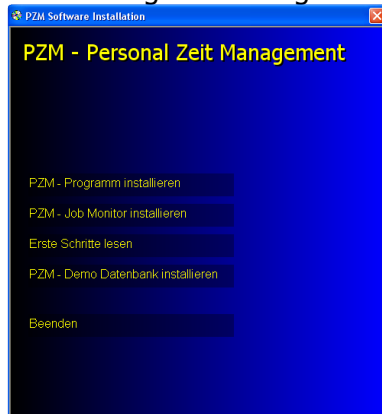 PZM Software Installation
PZM - Personal Zeit Management
PZM - Programm installieren
PZM - Job Monitor installieren
Erste Schritte lesen
PZM - Demo Datenbank installieren
Beenden